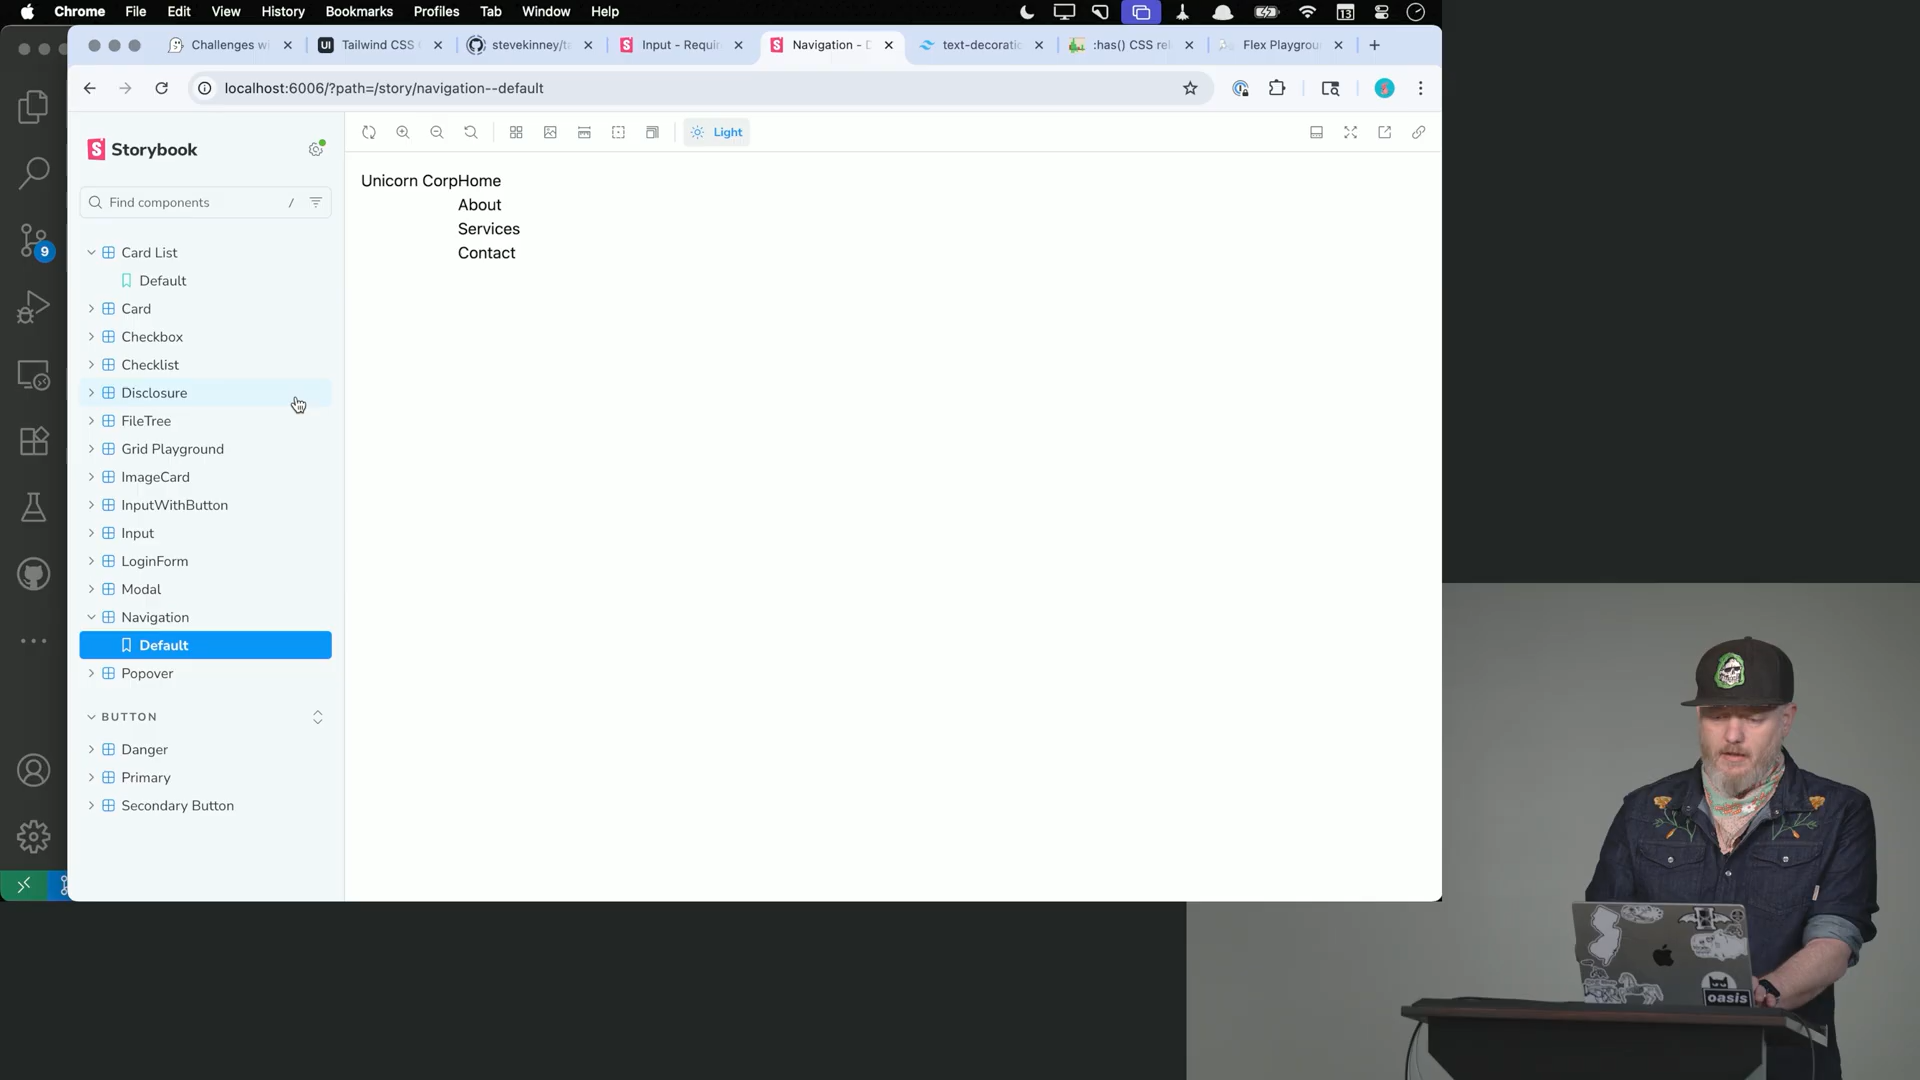 Chrome File Edit View History Bookmarks Profiles Tab Window Help
13
Challenges wi
Tailwind CSS
stevekinney/t
Input - Requir
Navigation - D
text-decoratic
:has() CSS rel
Flex Playgrou
localhost:6006/?path=/story/navigation--default
Storybook
Light
Find components /
Unicorn CorpHome
About
Services
Contact
Card List
Default
Card
Checkbox
Checklist
Disclosure
FileTree
Grid Playground
ImageCard
InputWithButton
Input
LoginForm
Modal
Navigation
Default
Popover
BUTTON
Danger
Primary
Secondary Button
9
oasis